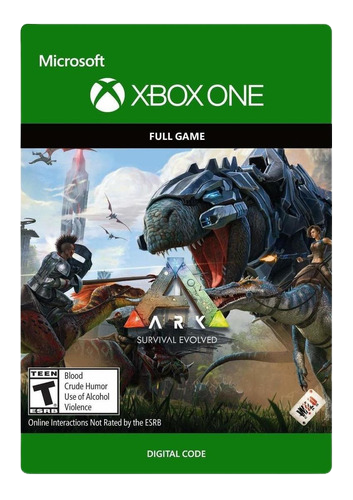 Microsoft
XBOX ONE
FULL GAME
ARK
SURVIVAL EVOLVED
TEEN
T
ESRB
Blood
Crude Humor
Use of Alcohol
Violence
Online Interactions Not Rated by the ESRB
DIGITAL CODE